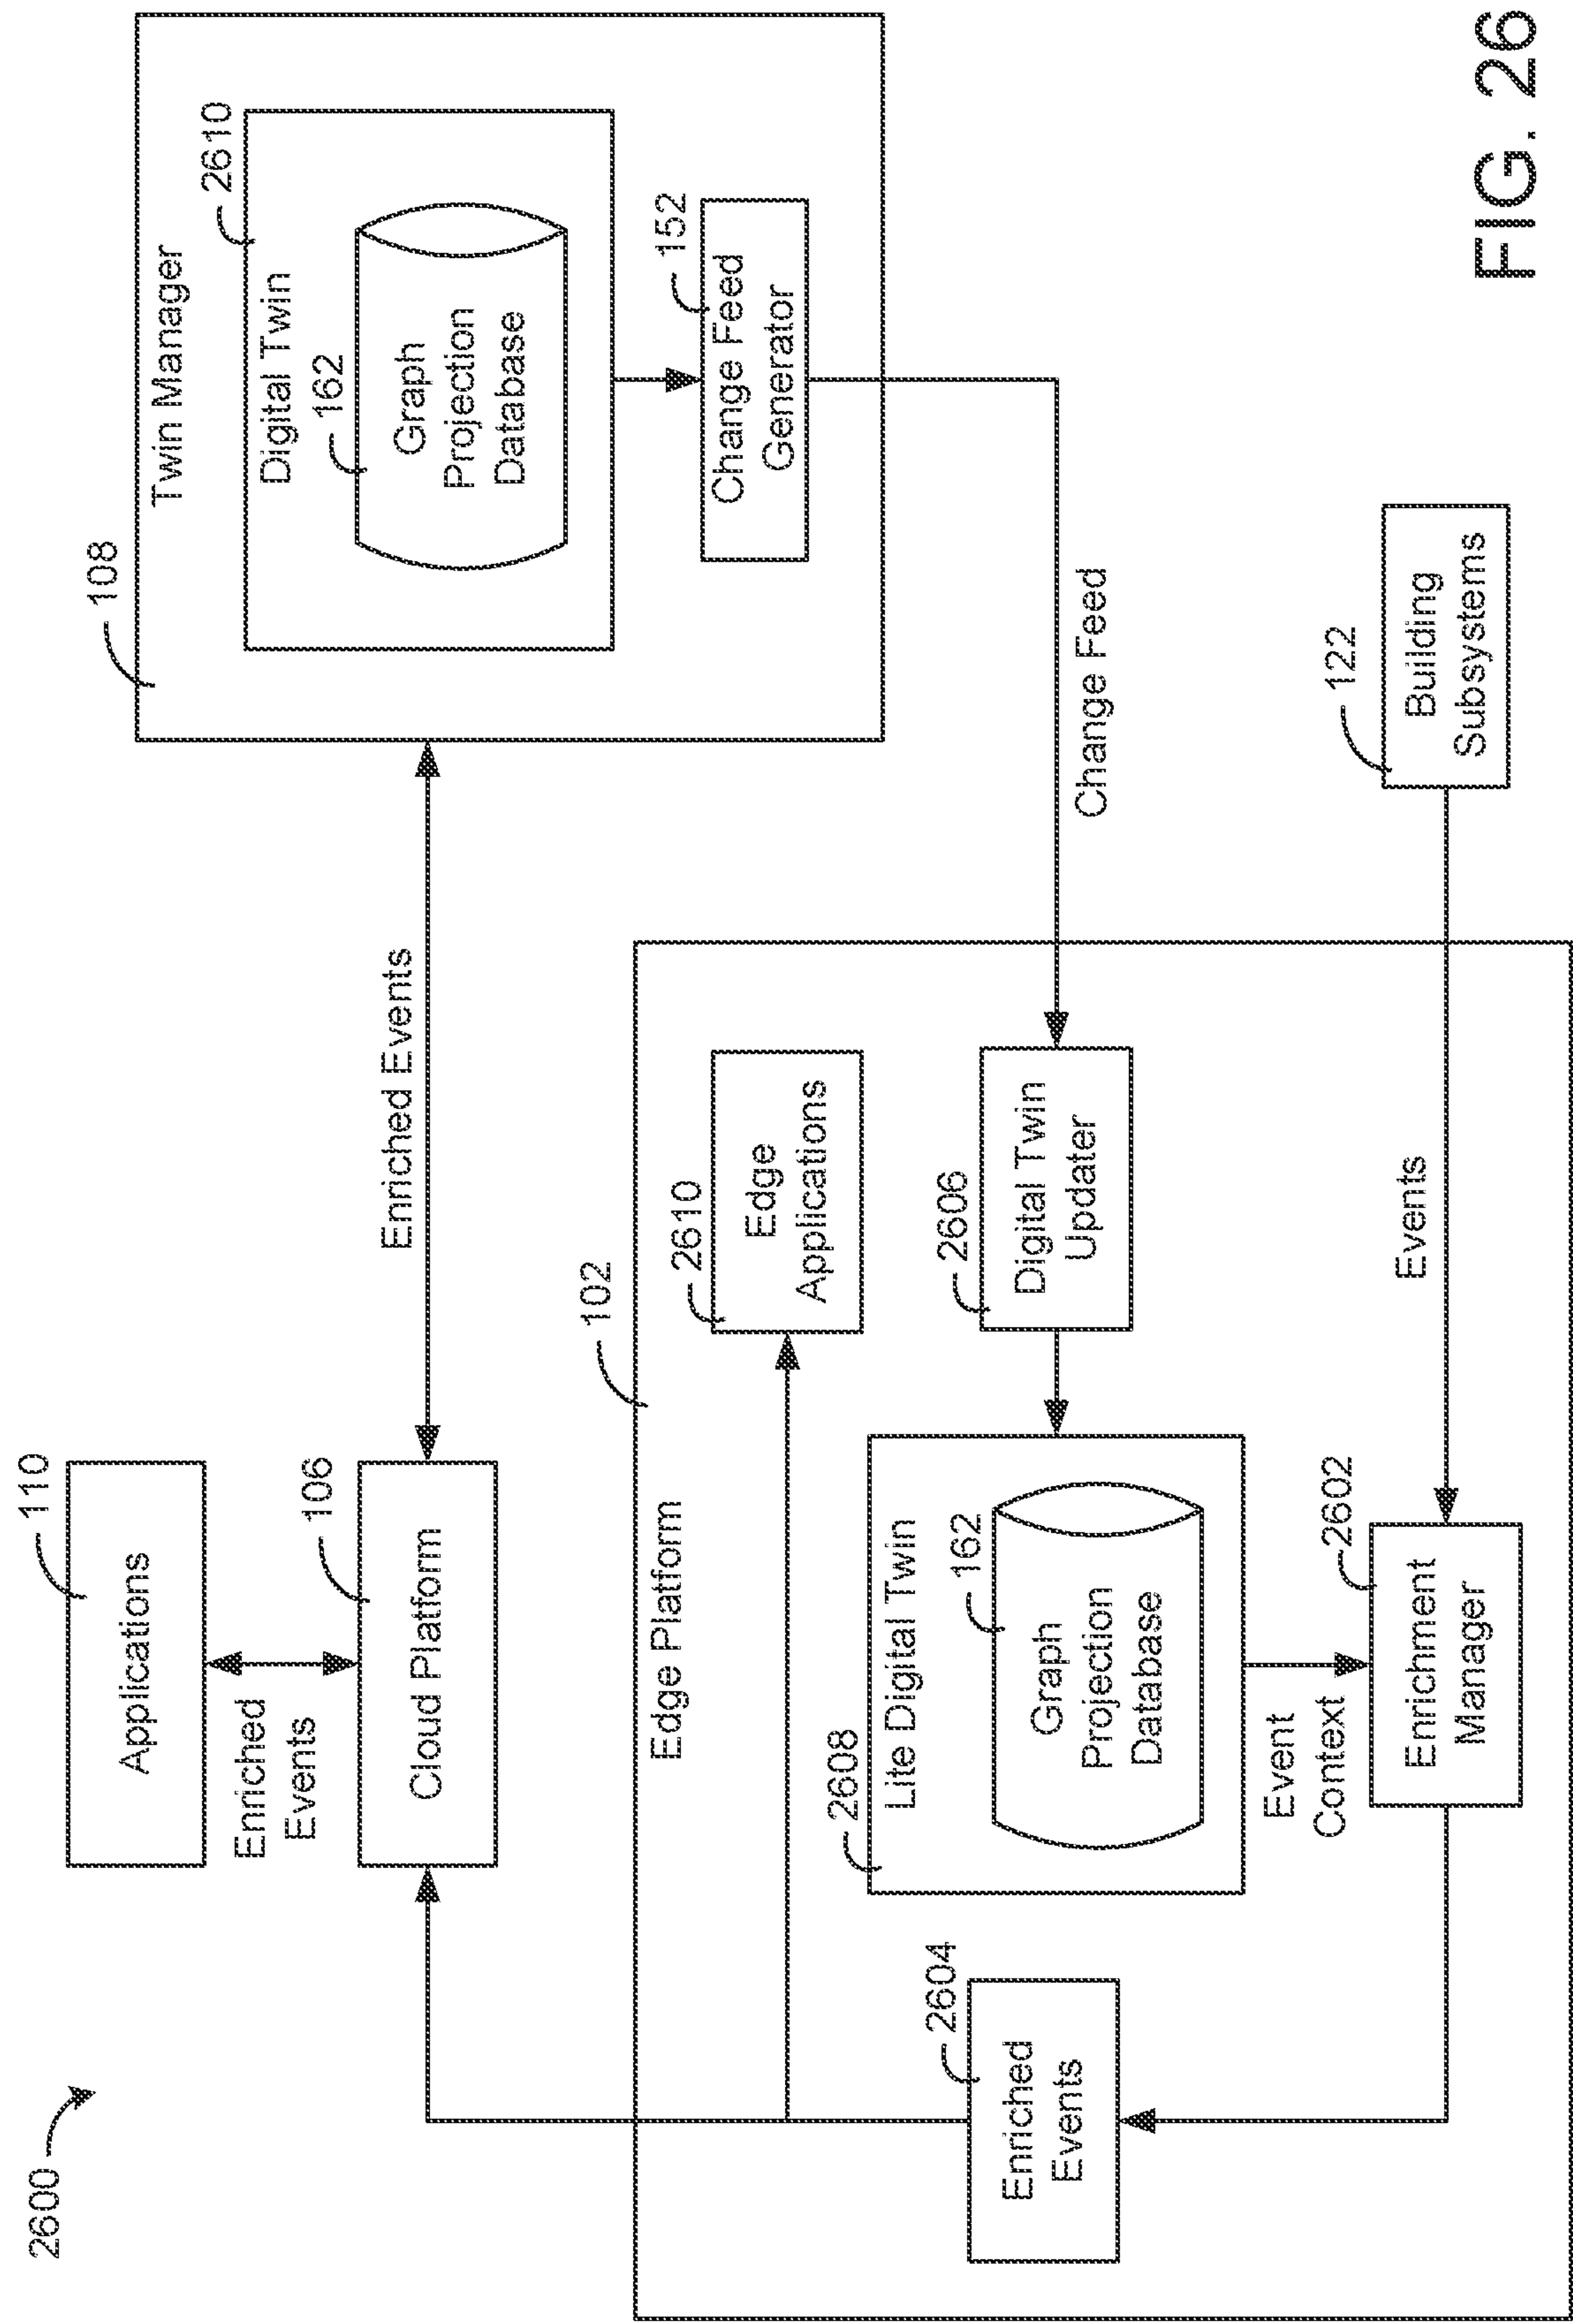 2600
110
Applications
Enriched
Events
106
Cloud Platform
Enriched Events
108
Twin Manager
2610
Digital Twin
162
Graph
Projection
Database
152
Change Feed
Generator
Change Feed
102
Edge Platform
2610
Edge
Applications
2606
Digital Twin
Updater
2608
Lite Digital Twin
162
Graph
Projection
Database
2604
Enriched
Events
Event
Context
2602
Enrichment
Manager
Events
122
Building
Subsystems
FIG. 26